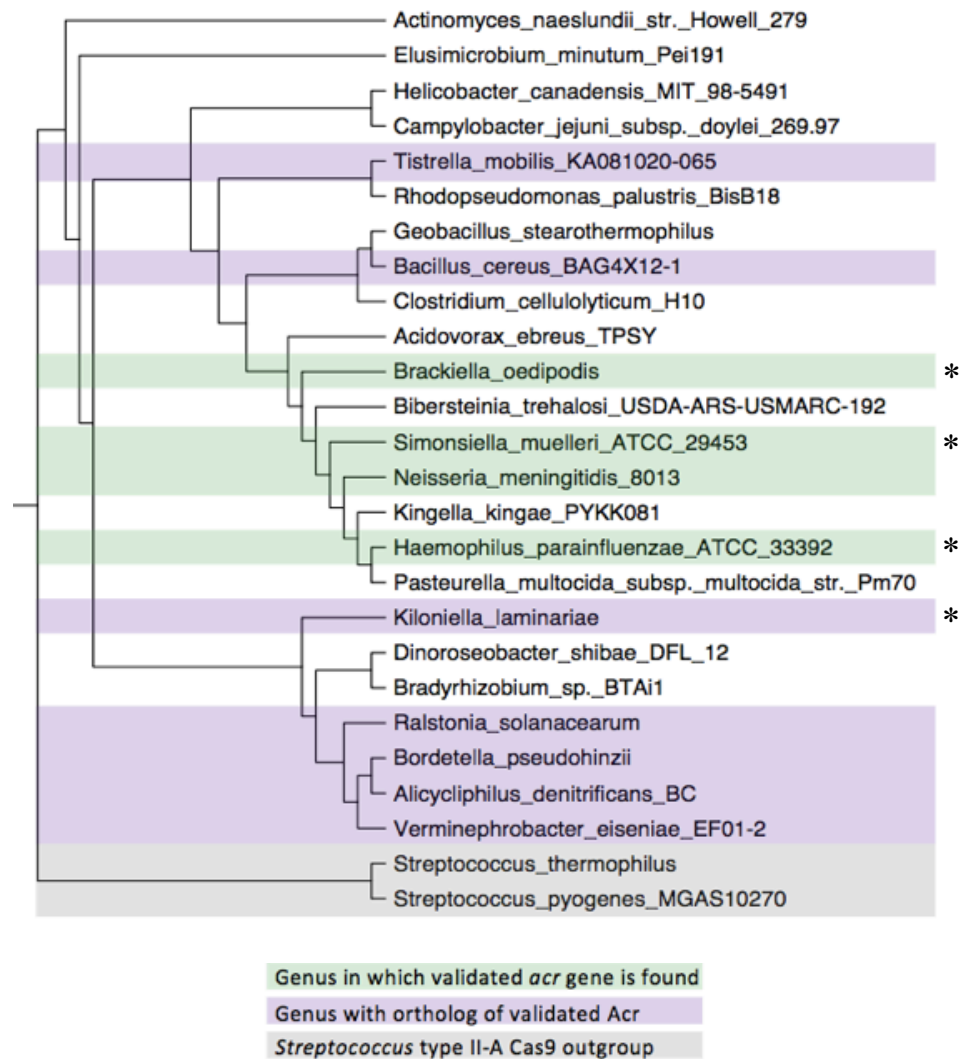 Actinomyces_naeslundii_str._Howell_279
Elusimicrobium_minutum_Pei191
Helicobacter_canadensis_MIT_98-5491
Campylobacter_jejuni_subsp._doylei_269.97
Tistrella_mobilis_KA081020-065
Rhodopseudomonas_palustris_BisB18
Geobacillus_stearothermophilus
Bacillus_cereus_BAG4X12-1
Clostridium_cellulolyticum_H10
Acidovorax_ebreus_TPSY
Brackiella_oedipodis *
Bibersteinia_trehalosi_USDA-ARS-USMARC-192
Simonsiella_muelleri_ATCC_29453 *
Neisseria_meningitidis_8013
Kingella_kingae_PYKK081
Haemophilus_parainfluenzae_ATCC_33392 *
Pasteurella_multocida_subsp._multocida_str._Pm70
Kiloniella_laminariae *
Dinoroseobacter_shibae_DFL_12
Bradyrhizobium_sp._BTAi1
Ralstonia_solanacearum
Bordetella_pseudohinzii
Alicycliphilus_denitrificans_BC
Verminephrobacter_eiseniae_EF01-2
Streptococcus_thermophilus
Streptococcus_pyogenes_MGAS10270
Genus in which validated acr gene is found
Genus with ortholog of validated Acr
Streptococcus type II-A Cas9 outgroup